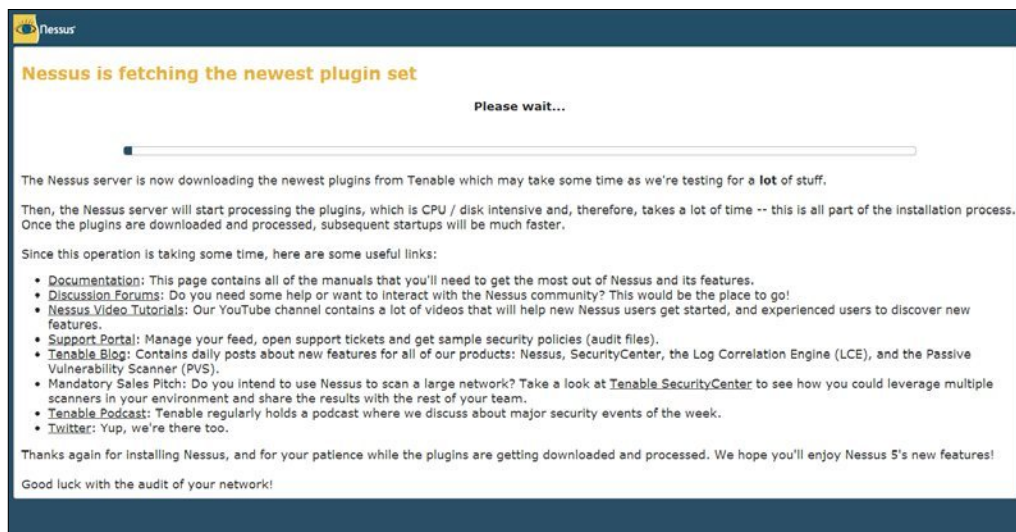 Nessus
Nessus is fetching the newest plugin set
Please wait...
The Nessus server is now downloading the newest plugins from Tenable which may take some time as we're testing for a lot of stuff.
Then, the Nessus server will start processing the plugins, which is CPU / disk intensive and, therefore, takes a lot of time -- this is all part of the installation process.
Once the plugins are downloaded and processed, subsequent startups will be much faster.
Since this operation is taking some time, here are some useful links:
• Documentation: This page contains all of the manuals that you'll need to get the most out of Nessus and its features.
• Discussion Forums: Do you need some help or want to interact with the Nessus community? This would be the place to go!
• Nessus Video Tutorials: Our YouTube channel contains a lot of videos that will help new Nessus users get started, and experienced users to discover new
features.
• Support Portal: Manage your feed, open support tickets and get sample security policies (audit files).
• Tenable Blog: Contains daily posts about new features for all of our products: Nessus, SecurityCenter, the Log Correlation Engine (LCE), and the Passive
Vulnerability Scanner (PVS).
• Mandatory Sales Pitch: Do you intend to use Nessus to scan a large network? Take a look at Tenable SecurityCenter to see how you could leverage multiple
scanners in your environment and share the results with the rest of your team.
• Tenable Podcast: Tenable regularly holds a podcast where we discuss about major security events of the week.
• Twitter: Yup, we're there too.
Thanks again for installing Nessus, and for your patience while the plugins are getting downloaded and processed. We hope you'll enjoy Nessus 5's new features!
Good luck with the audit of your network!